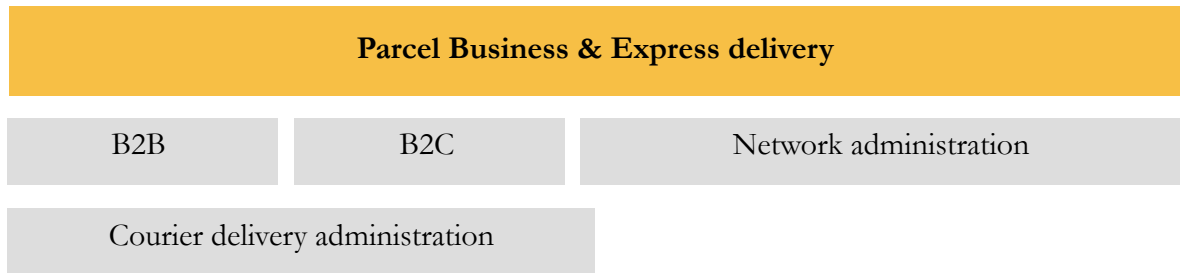 Parcel Business & Express delivery
B2B
B2C
Network administration
Courier delivery administration